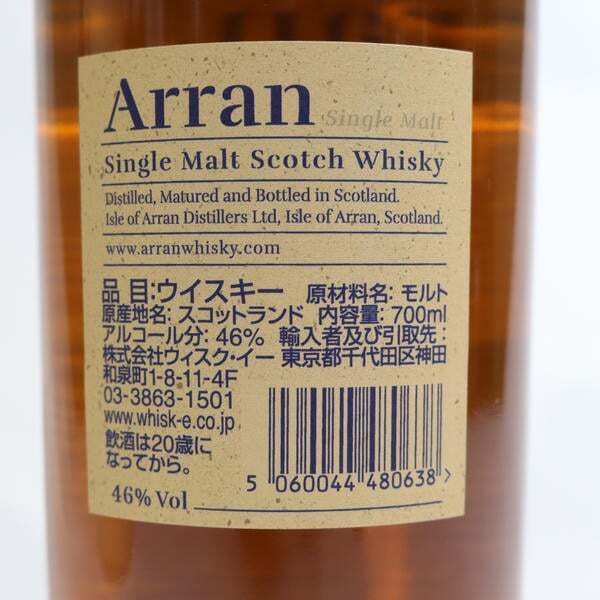 Arran Single Malt
Single Malt Scotch Whisky
Distilled, Matured and Bottled in Scotland.
Isle of Arran Distillers Ltd, Isle of Arran, Scotland.
www.arranwhisky.com
品 目:ウイスキー 原材料名: モルト
原産地名: スコットランド 内容量: 700ml
アルコール分: 46% 輸入者及び引取先:
株式会社ウィスク・イー 東京都千代田区神田
和泉町1-8-11-4F
03-3863-1501
www.whisk-e.co.jp
飲酒は20歳に
なってから。
5 060044 480638 >
46% Vol